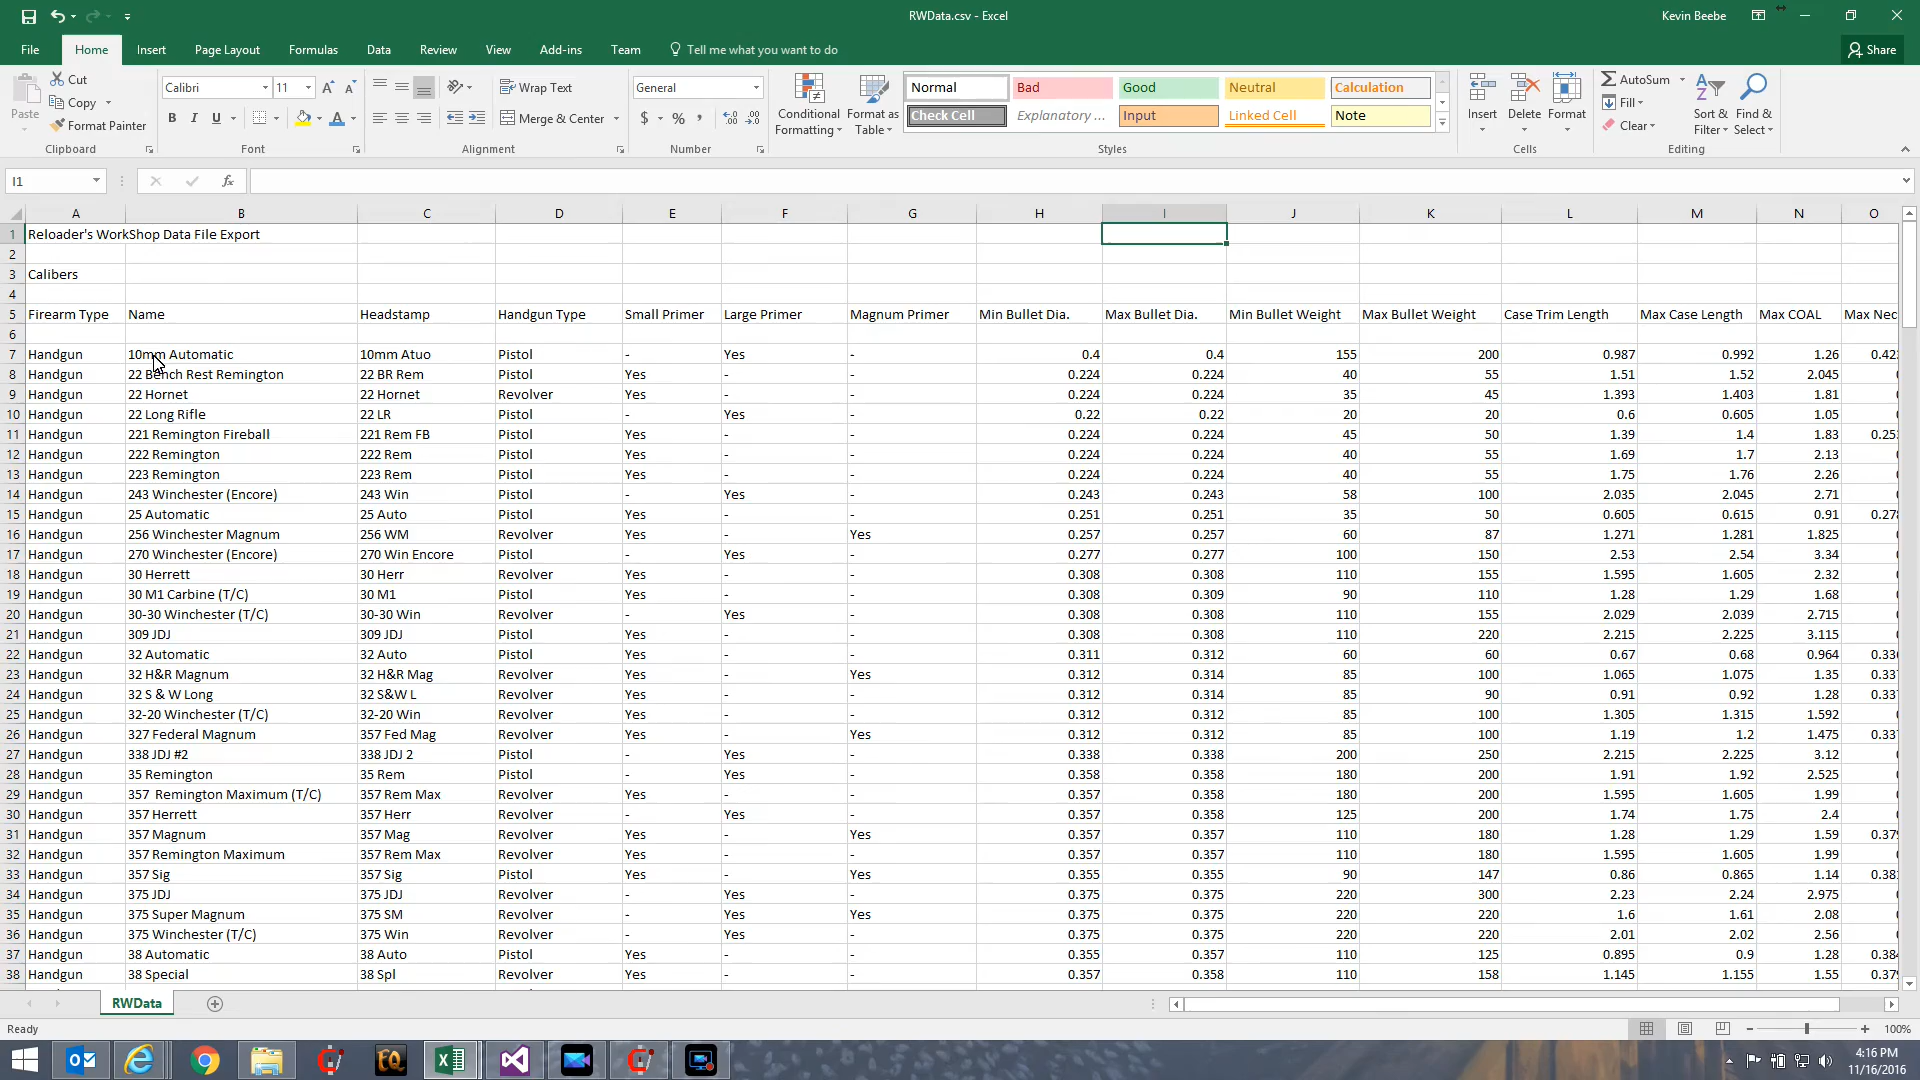 RWData.csv - Excel
Kevin Beebe
File Home Insert Page Layout Formulas Data Review View Add-ins Team Tell me what you want to do Share
Paste Cut Copy Format Painter Clipboard
Calibri 11 A A B I U A Font
Wrap Text Merge & Center Alignment
General $ % , Number
Conditional Formatting Format as Table
Normal Bad Good Neutral Calculation
Check Cell Explanatory ... Input Linked Cell Note
Styles
Insert Delete Format Cells
AutoSum Fill Clear Sort & Filter Find & Select Editing
I1 fx
A B C D E F G H I J K L M N O
1 Reloader's WorkShop Data File Export
2
3 Calibers
4
5 Firearm Type Name Headstamp Handgun Type Small Primer Large Primer Magnum Primer Min Bullet Dia. Max Bullet Dia. Min Bullet Weight Max Bullet Weight Case Trim Length Max Case Length Max COAL Max Nec
6
7 Handgun 10mm Automatic 10mm Atuo Pistol - Yes - 0.4 0.4 155 200 0.987 0.992 1.26 0.42
8 Handgun 22 Bench Rest Remington 22 BR Rem Pistol Yes - - 0.224 0.224 40 55 1.51 1.52 2.045
9 Handgun 22 Hornet 22 Hornet Revolver Yes - - 0.224 0.224 35 45 1.393 1.403 1.81
10 Handgun 22 Long Rifle 22 LR Pistol - Yes - 0.22 0.22 20 20 0.6 0.605 1.05
11 Handgun 221 Remington Fireball 221 Rem FB Pistol Yes - - 0.224 0.224 45 50 1.39 1.4 1.83 0.25
12 Handgun 222 Remington 222 Rem Pistol Yes - - 0.224 0.224 40 55 1.69 1.7 2.13
13 Handgun 223 Remington 223 Rem Pistol Yes - - 0.224 0.224 40 55 1.75 1.76 2.26
14 Handgun 243 Winchester (Encore) 243 Win Pistol - Yes - 0.243 0.243 58 100 2.035 2.045 2.71
15 Handgun 25 Automatic 25 Auto Pistol Yes - - 0.251 0.251 35 50 0.605 0.615 0.91 0.278
16 Handgun 256 Winchester Magnum 256 WM Revolver Yes - Yes 0.257 0.257 60 87 1.271 1.281 1.825
17 Handgun 270 Winchester (Encore) 270 Win Encore Pistol - Yes - 0.277 0.277 100 150 2.53 2.54 3.34
18 Handgun 30 Herrett 30 Herr Revolver Yes - - 0.308 0.308 110 155 1.595 1.605 2.32
19 Handgun 30 M1 Carbine (T/C) 30 M1 Pistol Yes - - 0.308 0.309 90 110 1.28 1.29 1.68
20 Handgun 30-30 Winchester (T/C) 30-30 Win Revolver - Yes - 0.308 0.308 110 155 2.029 2.039 2.715
21 Handgun 309 JDJ 309 JDJ Pistol Yes - - 0.308 0.308 110 220 2.215 2.225 3.115
22 Handgun 32 Automatic 32 Auto Pistol Yes - - 0.311 0.312 60 60 0.67 0.68 0.964 0.336
23 Handgun 32 H&R Magnum 32 H&R Mag Revolver Yes - Yes 0.312 0.314 85 100 1.065 1.075 1.35 0.337
24 Handgun 32 S & W Long 32 S&W L Revolver Yes - - 0.312 0.314 85 90 0.91 0.92 1.28 0.337
25 Handgun 32-20 Winchester (T/C) 32-20 Win Revolver Yes - - 0.312 0.312 85 100 1.305 1.315 1.592
26 Handgun 327 Federal Magnum 357 Fed Mag Revolver Yes - Yes 0.312 0.312 85 100 1.19 1.2 1.475 0.337
27 Handgun 338 JDJ #2 338 JDJ 2 Pistol - Yes - 0.338 0.338 200 250 2.215 2.225 3.12
28 Handgun 35 Remington 35 Rem Pistol - Yes - 0.358 0.358 180 200 1.91 1.92 2.525
29 Handgun 357 Remington Maximum (T/C) 357 Rem Max Revolver Yes - - 0.357 0.358 180 200 1.595 1.605 1.99
30 Handgun 357 Herrett 357 Herr Revolver - Yes - 0.357 0.358 125 200 1.74 1.75 2.4
31 Handgun 357 Magnum 357 Mag Revolver Yes - Yes 0.357 0.357 110 180 1.28 1.29 1.59 0.379
32 Handgun 357 Remington Maximum 357 Rem Max Revolver Yes - - 0.357 0.357 110 180 1.595 1.605 1.99
33 Handgun 357 Sig 357 Sig Pistol Yes - Yes 0.355 0.355 90 147 0.86 0.865 1.14 0.38
34 Handgun 375 JDJ 375 JDJ Revolver - Yes - 0.375 0.375 220 300 2.23 2.24 2.975
35 Handgun 375 Super Magnum 375 SM Revolver - Yes Yes 0.375 0.375 220 220 1.6 1.61 2.08
36 Handgun 375 Winchester (T/C) 375 Win Revolver - Yes - 0.375 0.375 220 220 2.01 2.02 2.56
37 Handgun 38 Automatic 38 Auto Pistol Yes - - 0.355 0.357 110 125 0.895 0.9 1.28 0.384
38 Handgun 38 Special 38 Spl Revolver Yes - - 0.357 0.358 110 158 1.145 1.155 1.55 0.379
RWData
Ready 100%
4:16 PM
11/16/2016